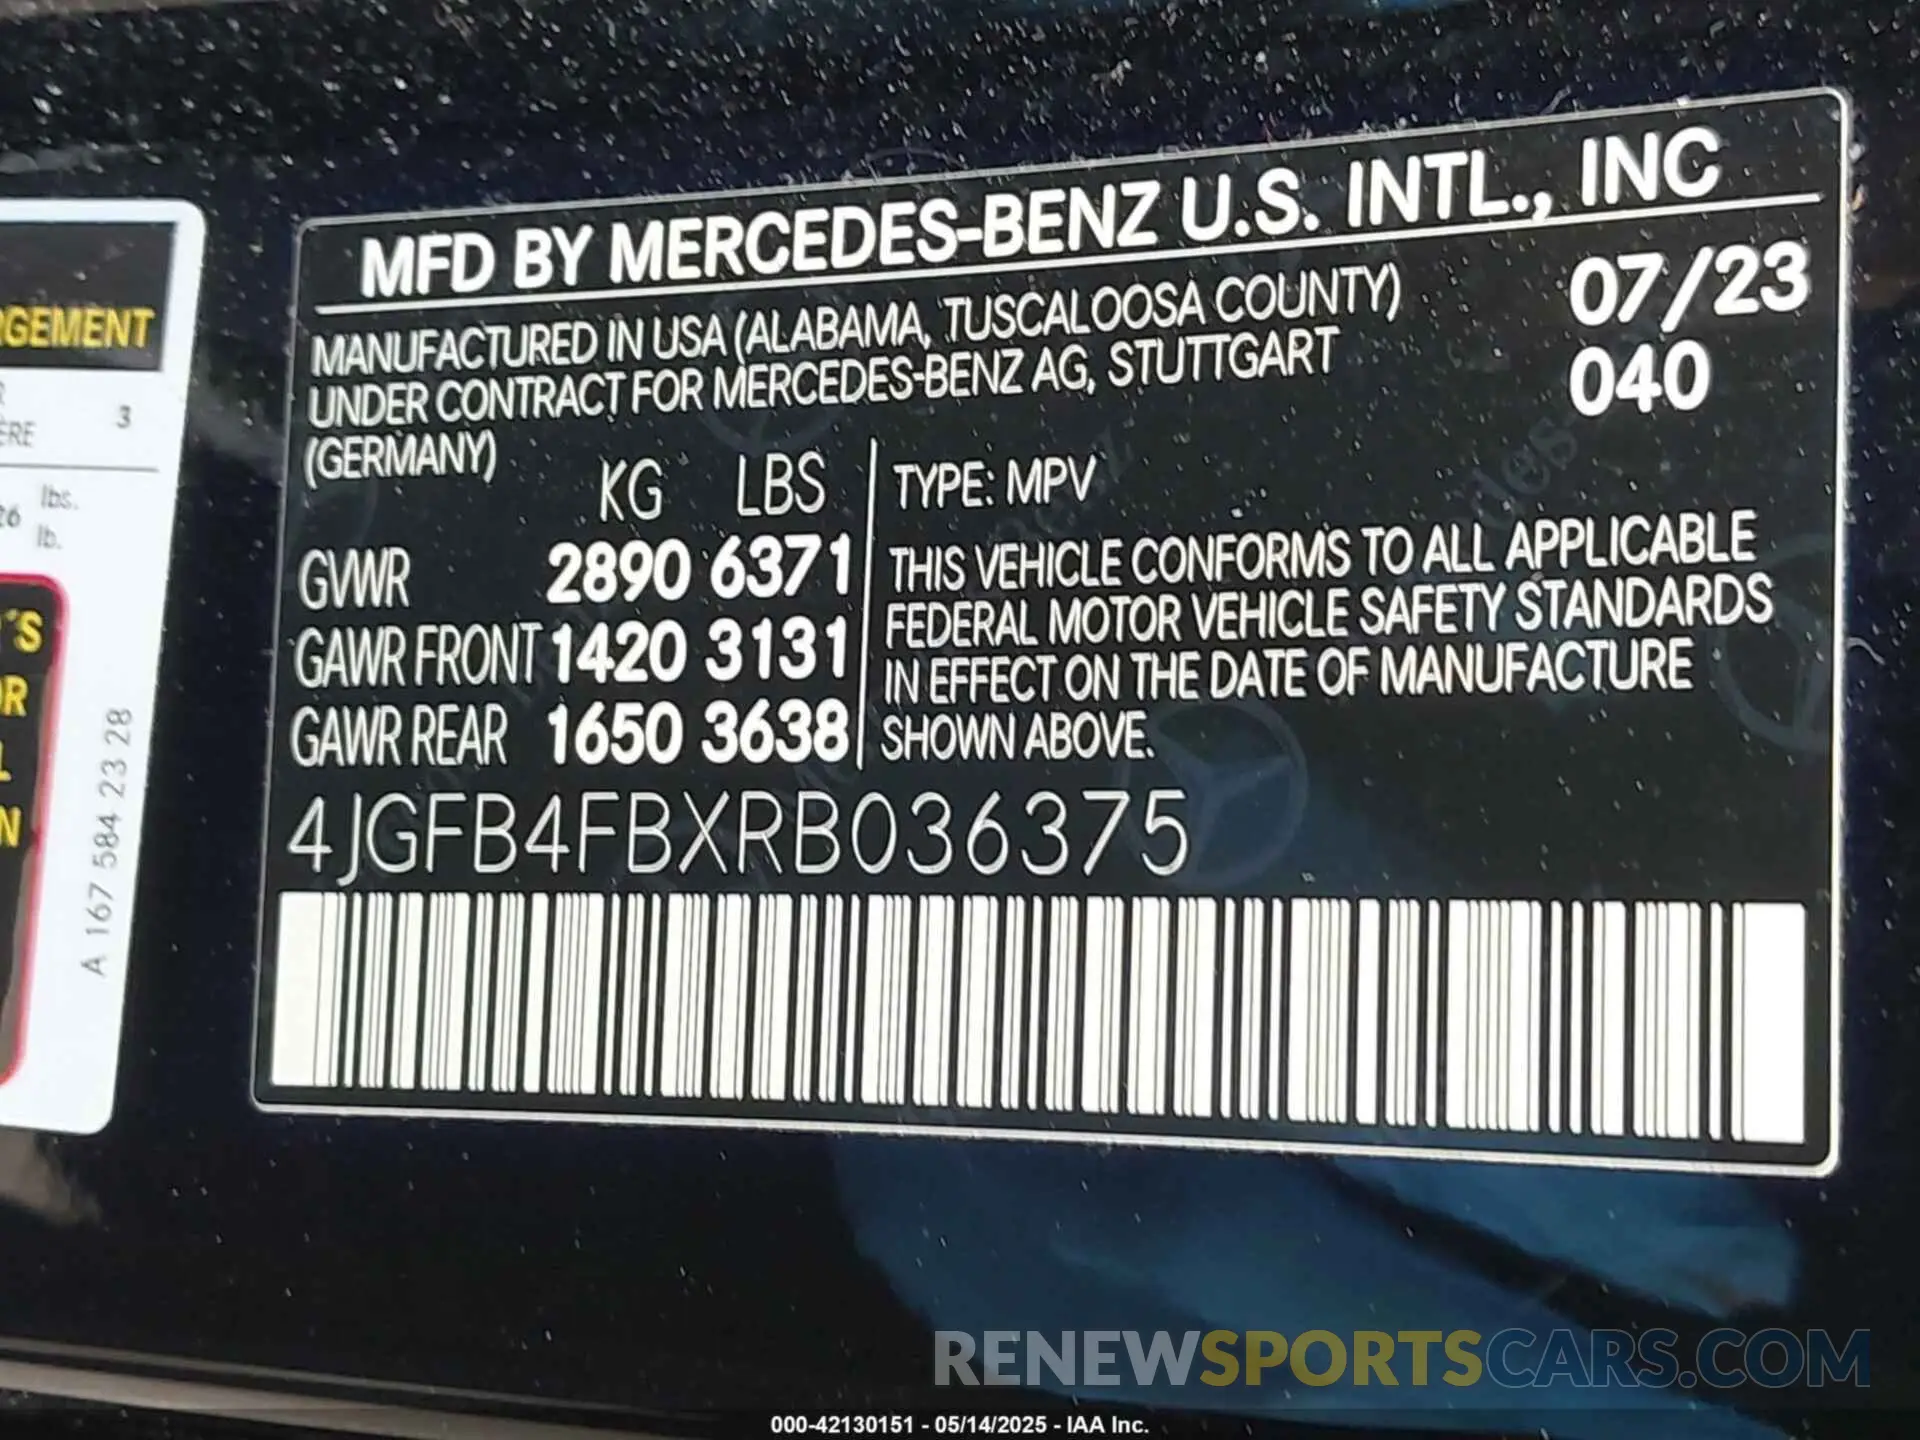 MFD BY MERCEDES-BENZ U.S. INTL., INC
MANUFACTURED IN USA (ALABAMA, TUSCALOOSA COUNTY)
07/23
UNDER CONTRACT FOR MERCEDES-BENZ AG, STUTTGART
040
(GERMANY)
KG LBS
GVWR 2890 6371
GAWR FRONT 1420 3131
GAWR REAR 1650 3638
TYPE: MPV
THIS VEHICLE CONFORMS TO ALL APPLICABLE
FEDERAL MOTOR VEHICLE SAFETY STANDARDS
IN EFFECT ON THE DATE OF MANUFACTURE
SHOWN ABOVE.
4JGFB4FBXRB036375
3
lbs.
lb.
A 167 584 23 28
RENEWSPORTSCARS.COM
000-42130151 - 05/14/2025 - IAA Inc.